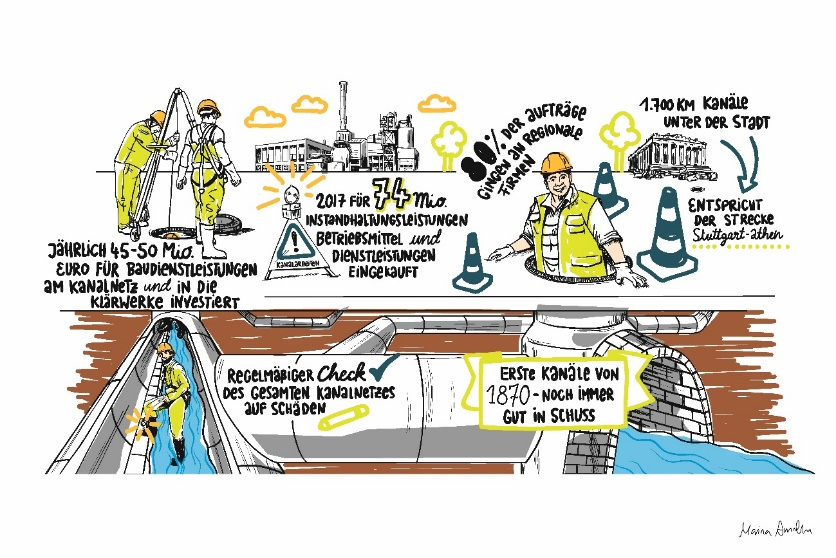 JÄHRLICH 45-50 Mio.
EURO FÜR BAUDIENSTLEISTUNGEN
AM KANALNETZ und IN DIE
KLÄRWERKE INVESTIERT
2017 FÜR 74 Mio.
INSTANDHALTUNGSLEISTUNGEN
BETRIEBSMITTEL und
DIENSTLEISTUNGEN
EINGEKAUFT
KANALARBEITEN
80% DER AUFTRÄGE
GINGEN AN REGIONALE
FIRMEN
1.700 KM KANÄLE
UNTER DER STADT
ENTSPRICHT
DER STRECKE
Stuttgart-Athen
REGELMÄßIGER Check
DES GESAMTEN KANALNETZES
AUF SCHÄDEN
ERSTE KANÄLE VON
1870-NOCH IMMER
GUT IN SCHUSS